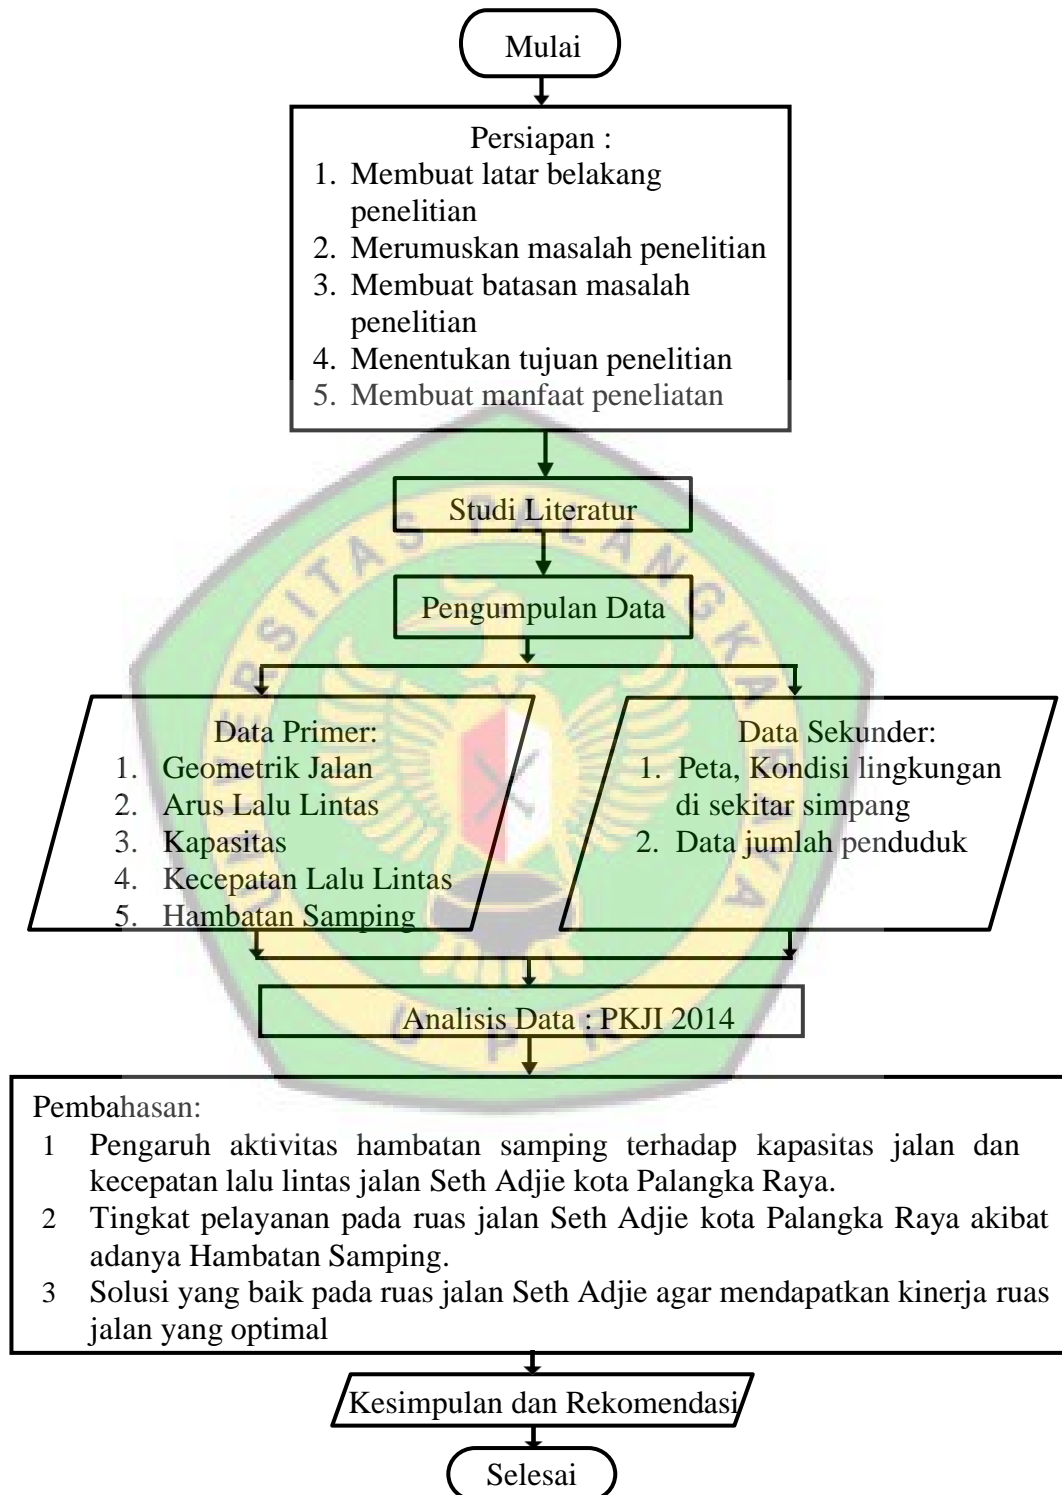 Mulai
Persiapan :
1. Membuat latar belakang
penelitian
2. Merumuskan masalah penelitian
3. Membuat batasan masalah
penelitian
4. Menentukan tujuan penelitian
5. Membuat manfaat peneliatan
Studi Literatur
Pengumpulan Data
Data Primer:
1. Geometrik Jalan
2. Arus Lalu Lintas
3. Kapasitas
4. Kecepatan Lalu Lintas
5. Hambatan Samping
Data Sekunder:
1. Peta, Kondisi lingkungan
di sekitar simpang
2. Data jumlah penduduk
UNIVERSITAS PALANGKA RAYA
U P R
Analisis Data : PKJI 2014
Pembahasan:
1 Pengaruh aktivitas hambatan samping terhadap kapasitas jalan dan
kecepatan lalu lintas jalan Seth Adjie kota Palangka Raya.
2 Tingkat pelayanan pada ruas jalan Seth Adjie kota Palangka Raya akibat
adanya Hambatan Samping.
3 Solusi yang baik pada ruas jalan Seth Adjie agar mendapatkan kinerja ruas
jalan yang optimal
Kesimpulan dan Rekomendasi
Selesai